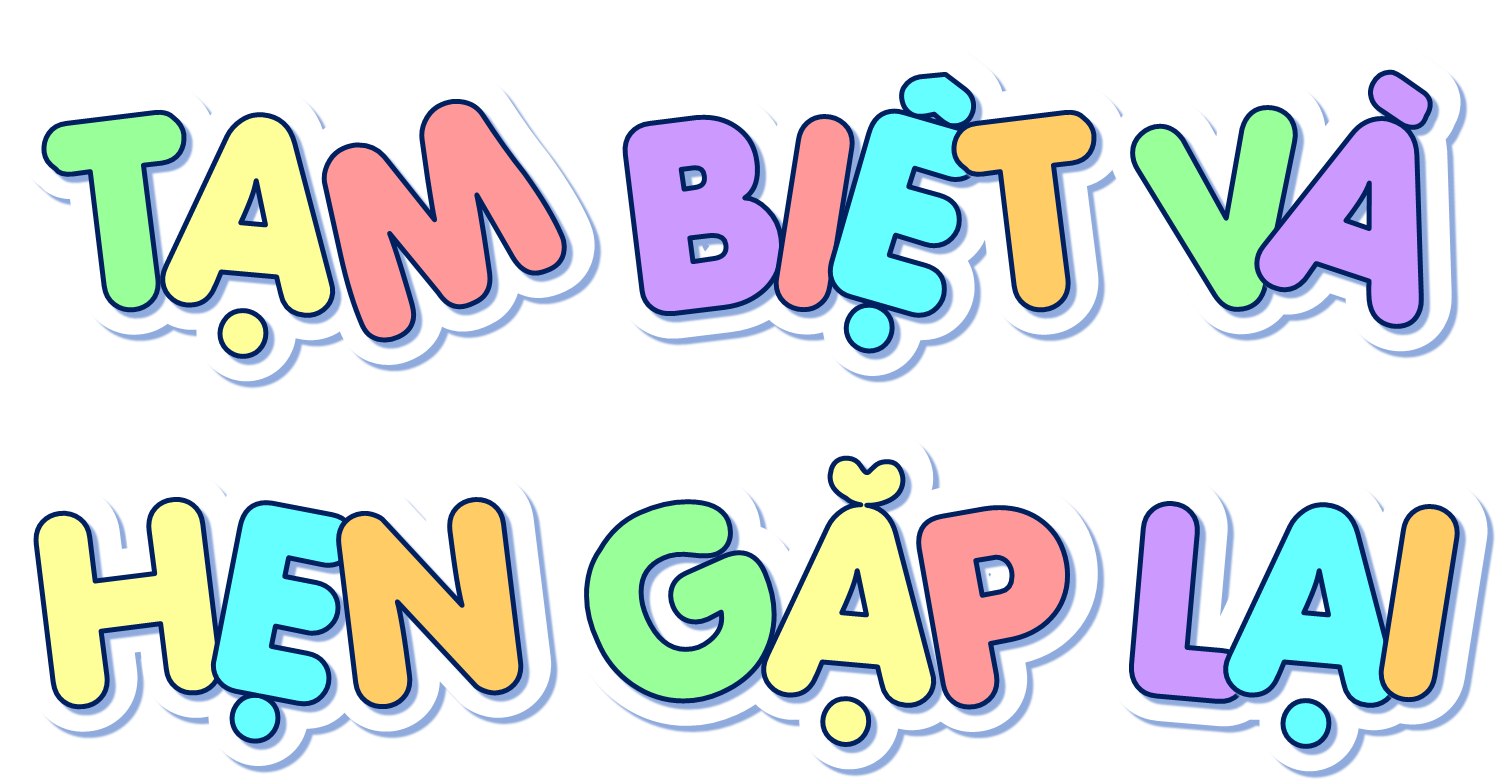 TẠM BIỆT VÀ
HẸN GẶP LẠI